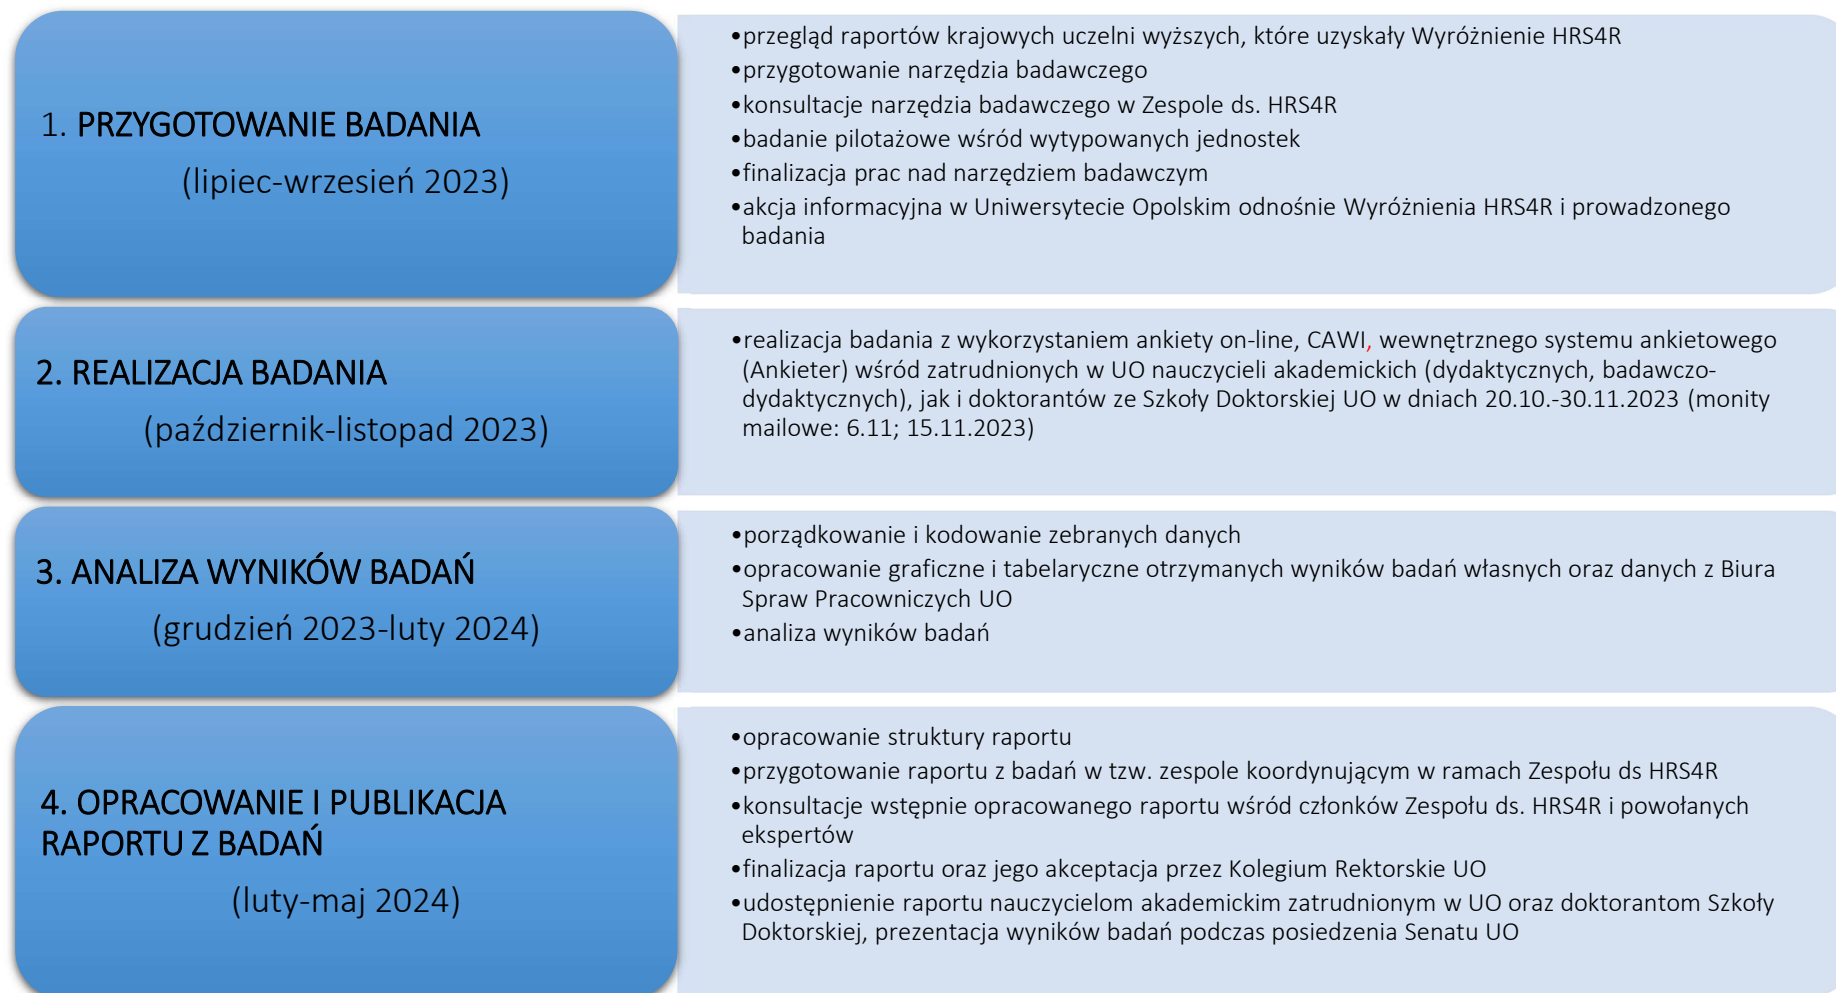 1. PRZYGOTOWANIE BADANIA
(lipiec-wrzesień 2023)
•przegląd raportów krajowych uczelni wyższych, które uzyskały Wyróżnienie HRS4R
•przygotowanie narzędzia badawczego
•konsultacje narzędzia badawczego w Zespole ds. HRS4R
•badanie pilotażowe wśród wytypowanych jednostek
•finalizacja prac nad narzędziem badawczym
•akcja informacyjna w Uniwersytecie Opolskim odnośnie Wyróżnienia HRS4R i prowadzonego
badania
2. REALIZACJA BADANIA
(październik-listopad 2023)
•realizacja badania z wykorzystaniem ankiety on-line, CAWI, wewnętrznego systemu ankietowego
(Ankieter) wśród zatrudnionych w UO nauczycieli akademickich (dydaktycznych, badawczo-
dydaktycznych), jak i doktorantów ze Szkoły Doktorskiej UO w dniach 20.10.-30.11.2023 (monity
mailowe: 6.11; 15.11.2023)
3. ANALIZA WYNIKÓW BADAŃ
(grudzień 2023-luty 2024)
•porządkowanie i kodowanie zebranych danych
•opracowanie graficzne i tabelaryczne otrzymanych wyników badań własnych oraz danych z Biura
Spraw Pracowniczych UO
•analiza wyników badań
4. OPRACOWANIE I PUBLIKACJA
RAPORTU Z BADAŃ
(luty-maj 2024)
•opracowanie struktury raportu
•przygotowanie raportu z badań w tzw. zespole koordynującym w ramach Zespołu ds HRS4R
•konsultacje wstępnie opracowanego raportu wśród członków Zespołu ds. HRS4R i powołanych
ekspertów
•finalizacja raportu oraz jego akceptacja przez Kolegium Rektorskie UO
•udostępnienie raportu nauczycielom akademickim zatrudnionym w UO oraz doktorantom Szkoły
Doktorskiej, prezentacja wyników badań podczas posiedzenia Senatu UO